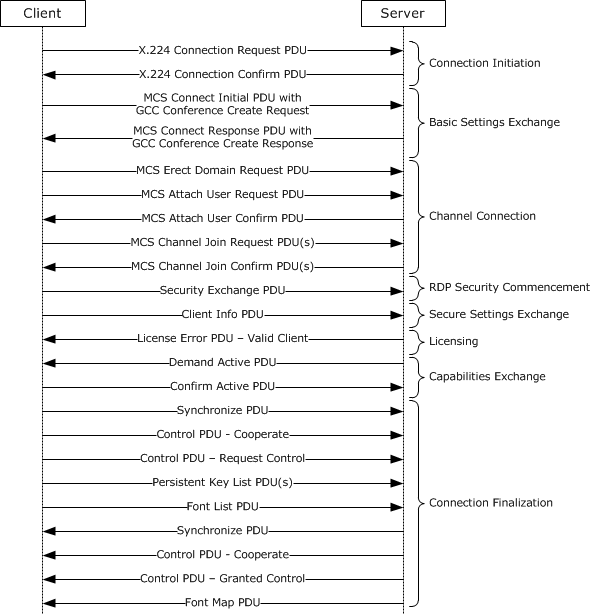 Client
Server
X.224 Connection Request PDU
X.224 Connection Confirm PDU
Connection Initiation
MCS Connect Initial PDU with
GCC Conference Create Request
MCS Connect Response PDU with
GCC Conference Create Response
Basic Settings Exchange
MCS Erect Domain Request PDU
MCS Attach User Request PDU
MCS Attach User Confirm PDU
MCS Channel Join Request PDU(s)
MCS Channel Join Confirm PDU(s)
Channel Connection
Security Exchange PDU
RDP Security Commencement
Client Info PDU
Secure Settings Exchange
License Error PDU – Valid Client
Licensing
Demand Active PDU
Confirm Active PDU
Capabilities Exchange
Synchronize PDU
Control PDU - Cooperate
Control PDU – Request Control
Persistent Key List PDU(s)
Font List PDU
Synchronize PDU
Control PDU - Cooperate
Control PDU – Granted Control
Font Map PDU
Connection Finalization